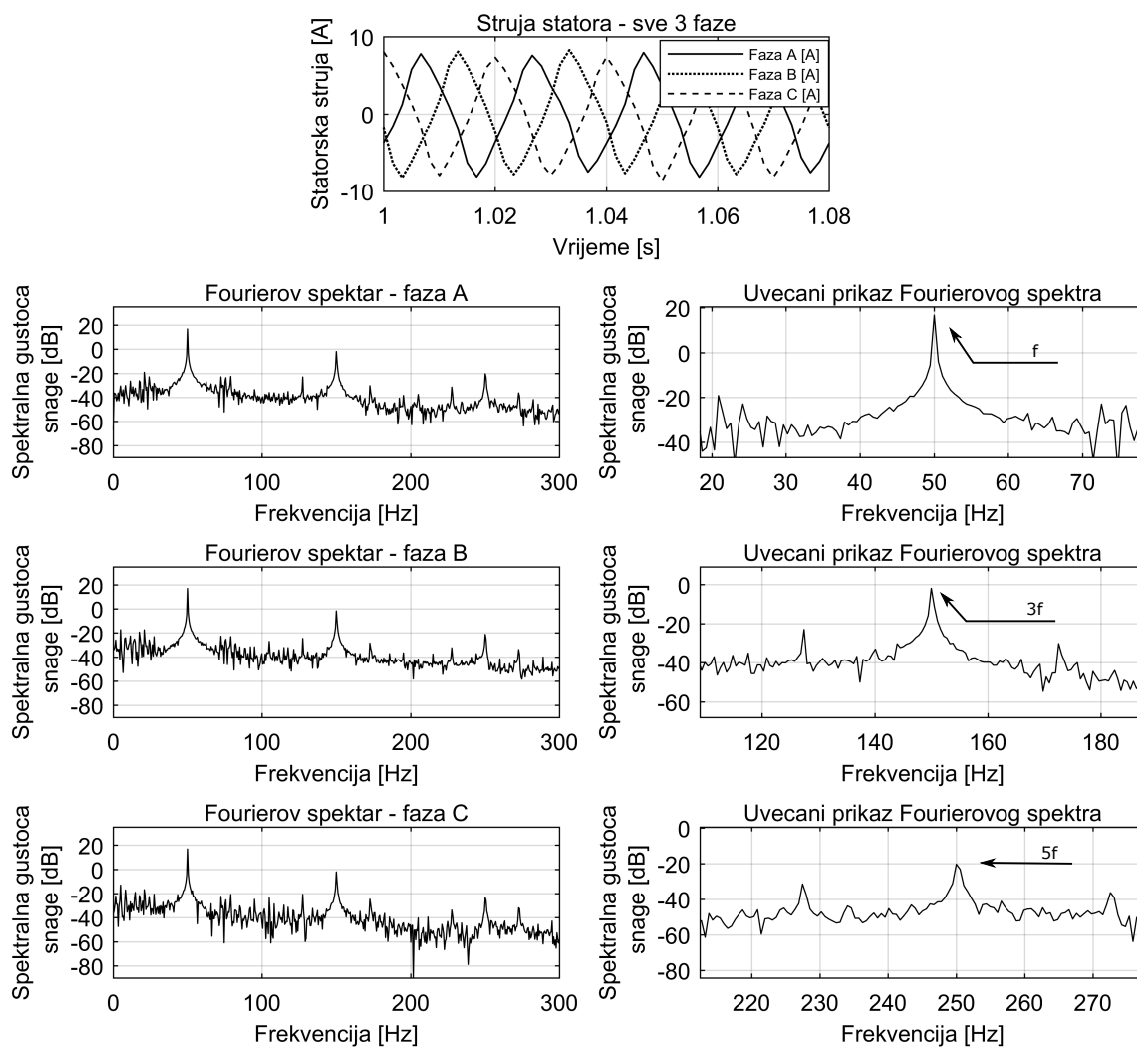 Struja statora - sve 3 faze
Statorska struja [A]
10
0
-10
Faza A [A]
Faza B [A]
Faza C [A]
1 1.02 1.04 1.06 1.08
Vrijeme [s]
Fourierov spektar - faza A
Spektralna gustoca
snage [dB]
20
0
-20
-40
-60
-80
0 100 200 300
Frekvencija [Hz]
Uvecani prikaz Fourierovog spektra
Spektralna gustoca
snage [dB]
20
0
-20
-40
f
20 30 40 50 60 70
Frekvencija [Hz]
Fourierov spektar - faza B
Spektralna gustoca
snage [dB]
20
0
-20
-40
-60
-80
0 100 200 300
Frekvencija [Hz]
Uvecani prikaz Fourierovog spektra
Spektralna gustoca
snage [dB]
0
-20
-40
-60
3f
120 140 160 180
Frekvencija [Hz]
Fourierov spektar - faza C
Spektralna gustoca
snage [dB]
20
0
-20
-40
-60
-80
0 100 200 300
Frekvencija [Hz]
Uvecani prikaz Fourierovog spektra
Spektralna gustoca
snage [dB]
0
-20
-40
-60
-80
5f
220 230 240 250 260 270
Frekvencija [Hz]